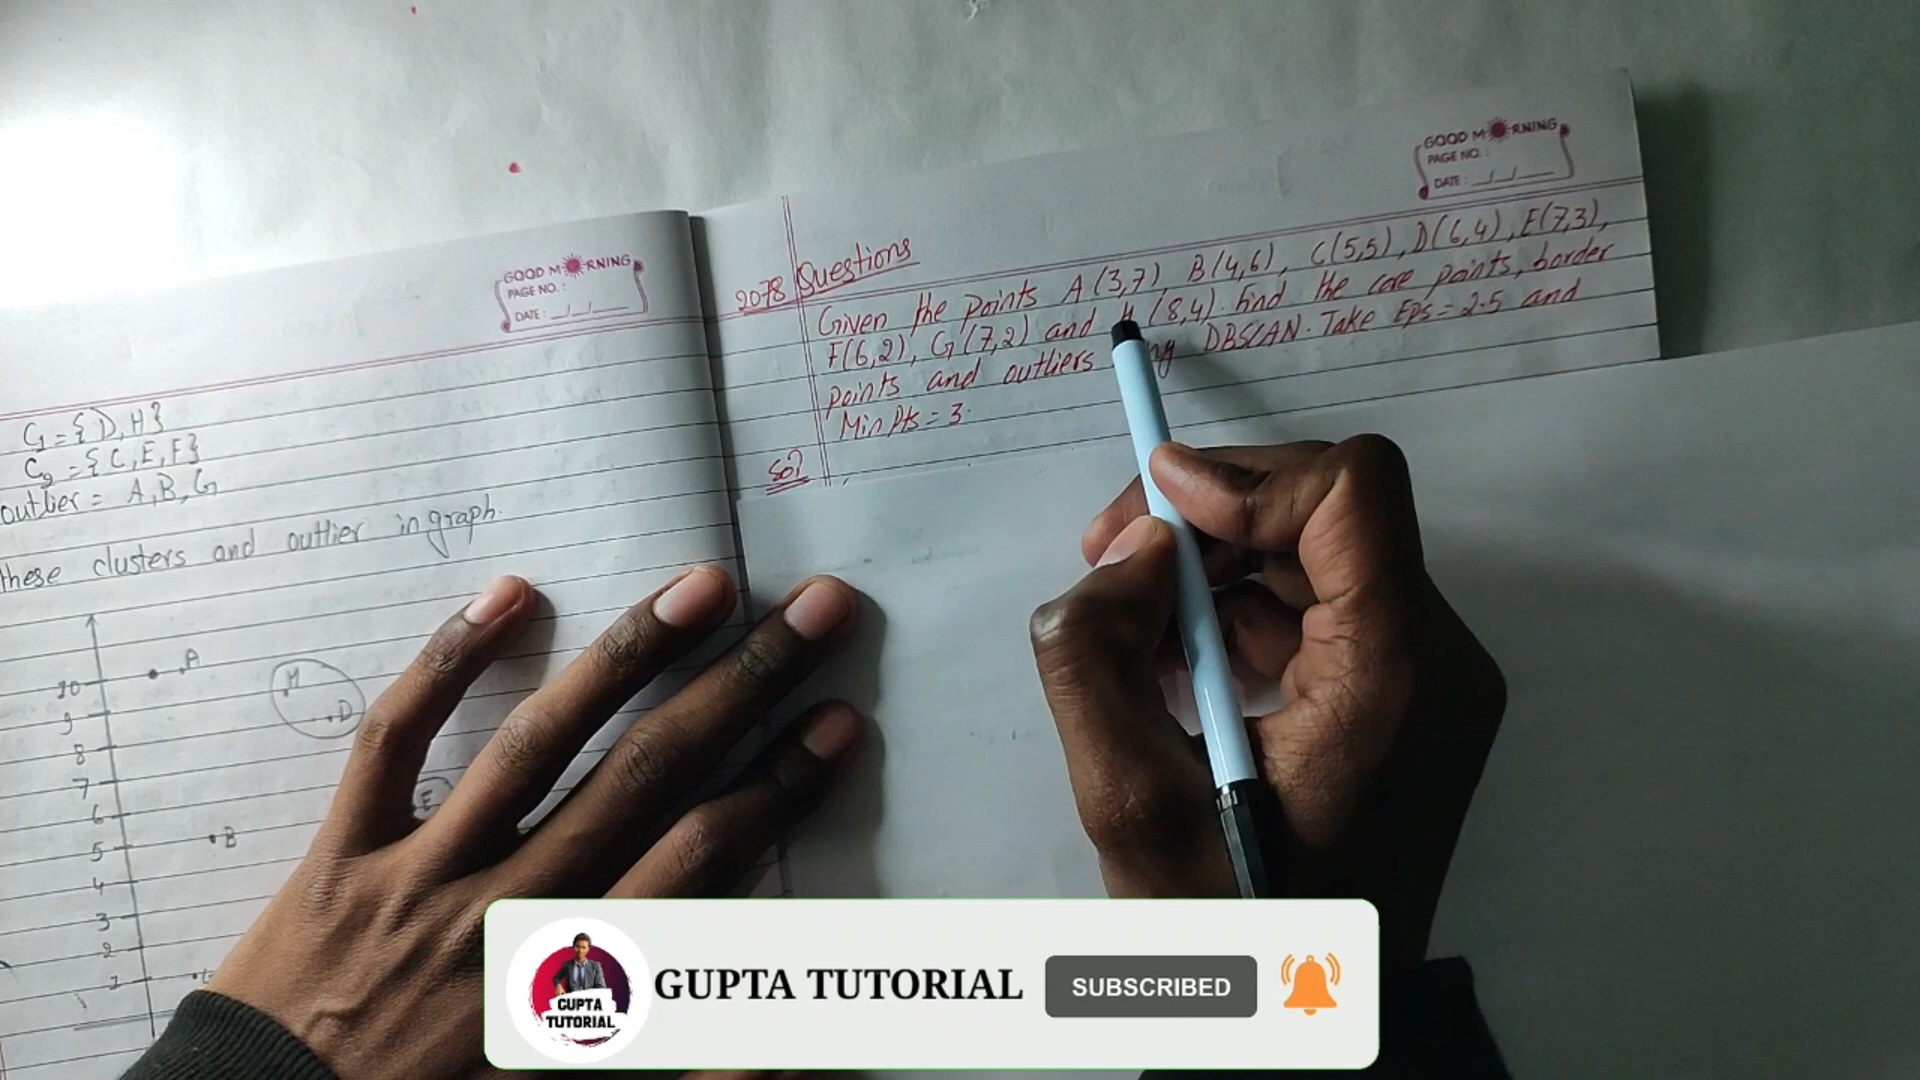 GOOD MORNING
PAGE NO. :
DATE :
C1 = {D, H}
C2 = {C, E, F}
outlier = A, B, G
these clusters and outlier in graph.
10
9
8
7
6
5
4
3
2
1
A
H
D
E
B
GOOD MORNING
PAGE NO. :
DATE :
2078 Questions
Given the points A(3,7), B(4,6), C(5,5), D(6,4), E(7,3),
F(6,2), G(7,2) and H(8,4). Find the core points, border
points and outliers DBSCAN. Take Eps = 2.5 and
MinPts = 3.
Sol
GUPTA TUTORIAL
GUPTA TUTORIAL
SUBSCRIBED